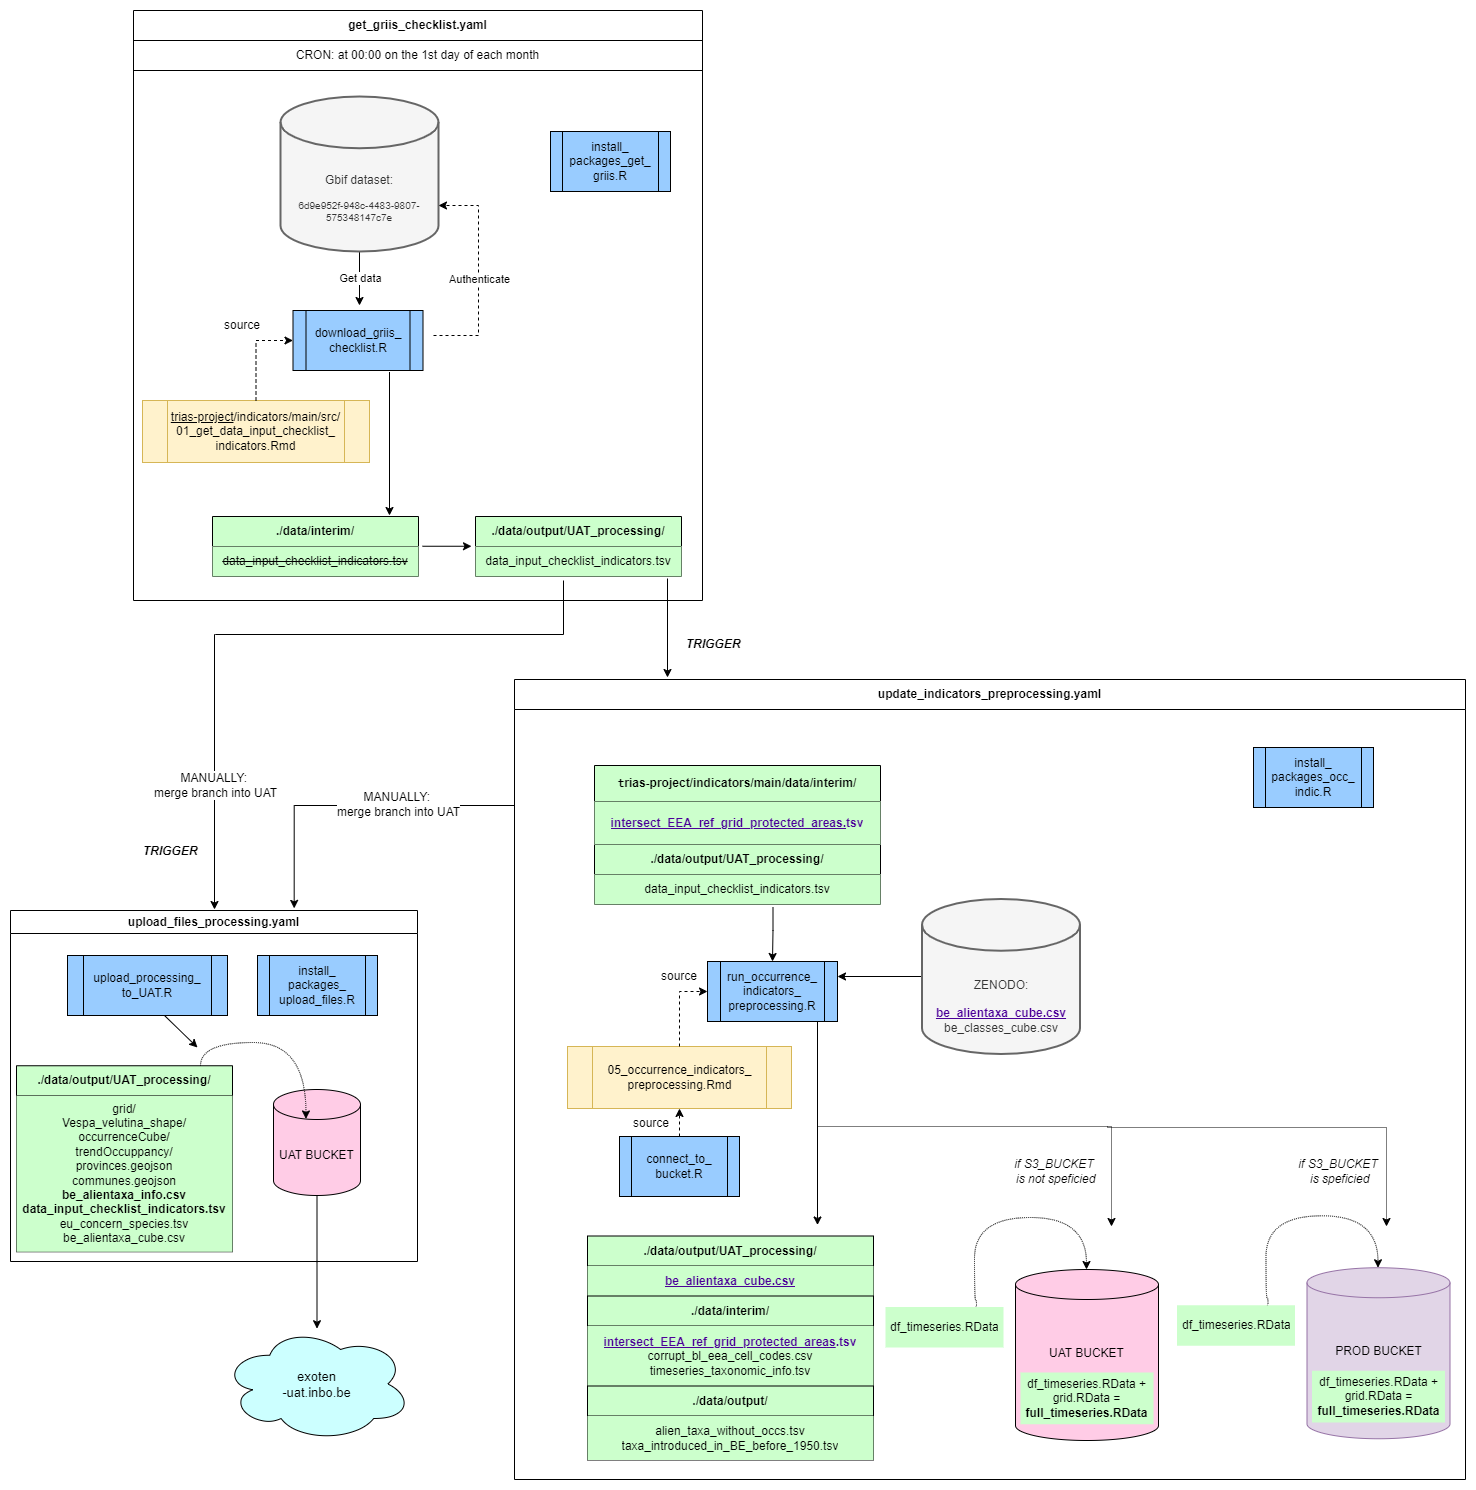 get_griis_checklist.yaml
CRON: at 00:00 on the 1st day of each month
Gbif dataset:
6d9e952f-948c-4483-9807-
575348147c7e
install_
packages_get_
griis.R
Get data
Authenticate
source
download_griis_
checklist.R
trias-project/indicators/main/src/
01_get_data_input_checklist_
indicators.Rmd
./data/interim/
data_input_checklist_indicators.tsv
./data/output/UAT_processing/
data_input_checklist_indicators.tsv
TRIGGER
MANUALLY:
merge branch into UAT
MANUALLY:
merge branch into UAT
TRIGGER
update_indicators_preprocessing.yaml
install_
packages_occ_
indic.R
trias-project/indicators/main/data/interim/
intersect_EEA_ref_grid_protected_areas.tsv
./data/output/UAT_processing/
data_input_checklist_indicators.tsv
ZENODO:
be_alientaxa_cube.csv
be_classes_cube.csv
source
run_occurrence_
indicators_
preprocessing.R
05_occurrence_indicators_
preprocessing.Rmd
source
connect_to_
bucket.R
if S3_BUCKET
is not speficied
if S3_BUCKET
is speficied
./data/output/UAT_processing/
be_alientaxa_cube.csv
./data/interim/
intersect_EEA_ref_grid_protected_areas.tsv
corrupt_bl_eea_cell_codes.csv
timeseries_taxonomic_info.tsv
./data/output/
alien_taxa_without_occs.tsv
taxa_introduced_in_BE_before_1950.tsv
df_timeseries.RData
UAT BUCKET
df_timeseries.RData +
grid.RData =
full_timeseries.RData
df_timeseries.RData
PROD BUCKET
df_timeseries.RData +
grid.RData =
full_timeseries.RData
upload_files_processing.yaml
upload_processing_
to_UAT.R
install_
packages_
upload_files.R
./data/output/UAT_processing/
grid/
Vespa_velutina_shape/
occurrenceCube/
trendOccuppancy/
provinces.geojson
communes.geojson
be_alientaxa_info.csv
data_input_checklist_indicators.tsv
eu_concern_species.tsv
be_alientaxa_cube.csv
UAT BUCKET
exoten
-uat.inbo.be